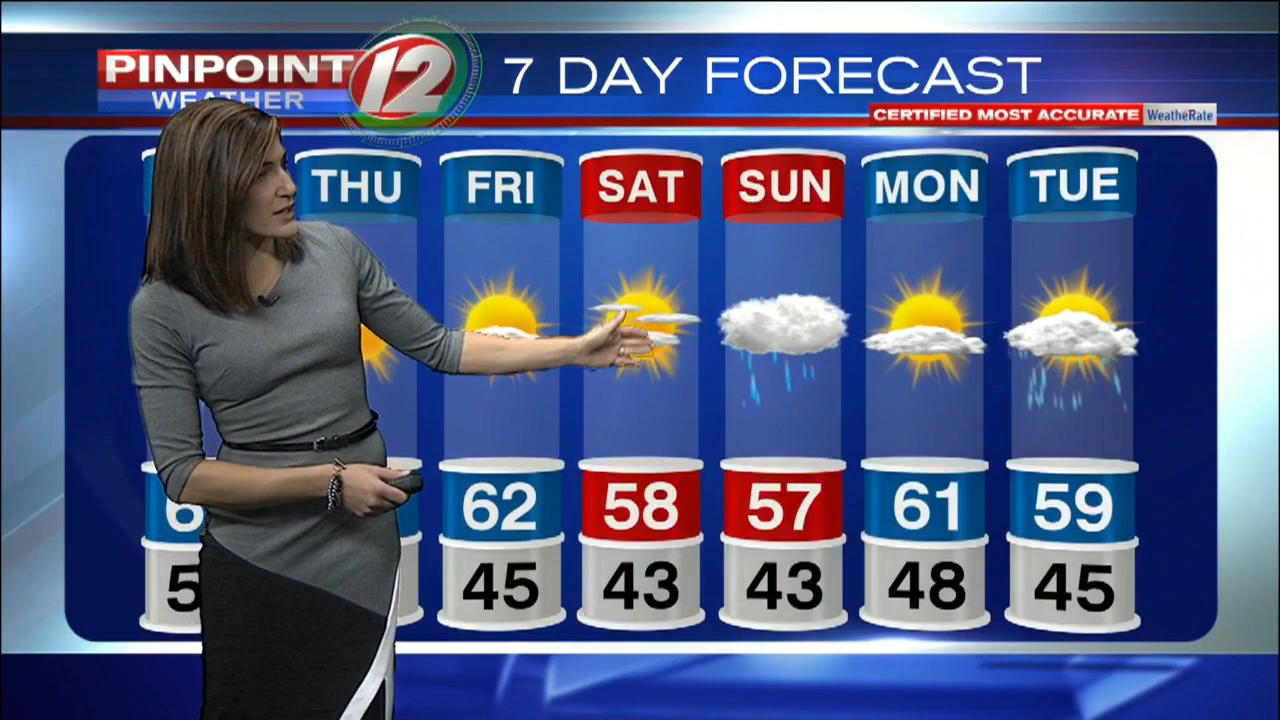 PINPOINT 12
WEATHER
7 DAY FORECAST
CERTIFIED MOST ACCURATE WeatheRate
THU FRI SAT SUN MON TUE
62 58 57 61 59
45 43 43 48 45